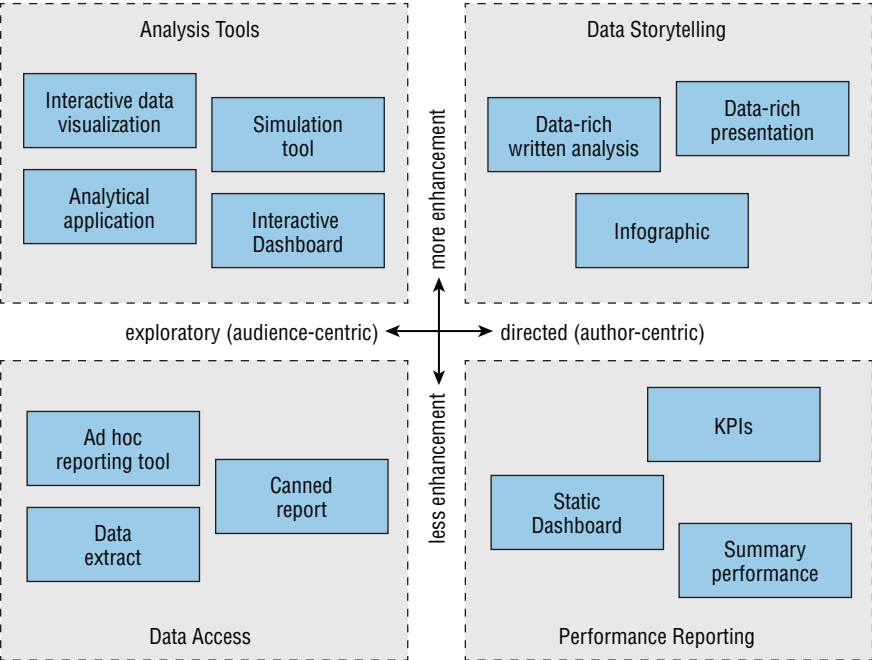 Analysis Tools
Interactive data
visualization
Simulation
tool
Analytical
application
Interactive
Dashboard
Data Storytelling
Data-rich
written analysis
Data-rich
presentation
Infographic
more enhancement
exploratory (audience-centric)
directed (author-centric)
less enhancement
Ad hoc
reporting tool
Canned
report
Data
extract
Data Access
KPIs
Static
Dashboard
Summary
performance
Performance Reporting